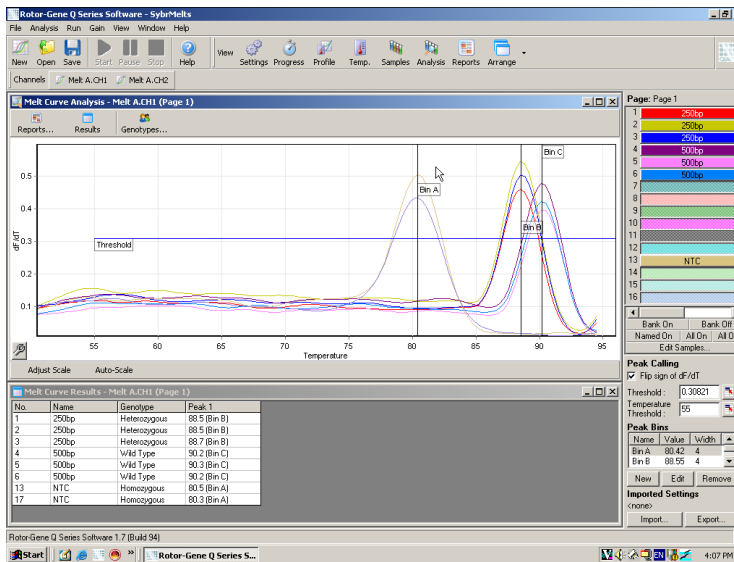 Rotor-Gene Q Series Software - SybrMelts
File Analysis Run Gain View Window Help
New Open Save Start Pause Stop Help View Settings Progress Profile Temp. Samples Analysis Reports Arrange
Channels Melt A.CH1 Melt A.CH2
Melt Curve Analysis - Melt A.CH1 (Page 1)
Reports... Results Genotypes...
Bin C
Bin A
Bin B
Threshold
dF/dT
0.5
0.4
0.3
0.2
0.1
55 60 65 70 75 80 85 90 95
Temperature
Adjust Scale Auto-Scale
Melt Curve Results - Melt A.CH1 (Page 1)
No. Name Genotype Peak 1
1 250bp Heterozygous 88.5 (Bin B)
2 250bp Heterozygous 88.5 (Bin B)
3 250bp Heterozygous 88.7 (Bin B)
4 500bp Wild Type 90.2 (Bin C)
5 500bp Wild Type 90.3 (Bin C)
6 500bp Wild Type 90.2 (Bin C)
13 NTC Homozygous 80.5 (Bin A)
17 NTC Homozygous 80.3 (Bin A)
Page: Page 1
1 250bp
2 250bp
3 250bp
4 500bp
5 500bp
6 500bp
7
8
9
10
11
12
13 NTC
14
15
16
Bank On Bank Off
Named On All On All O
Edit Samples...
Peak Calling
Flip sign of dF/dT
Threshold : 0.30821
Temperature
Threshold : 55
Peak Bins
Name Value Width
Bin A 80.42 4
Bin B 88.55 4
New Edit Remove
Imported Settings
<none>
Import... Export...
Rotor-Gene Q Series Software 1.7 (Build 94)
Start » Rotor-Gene Q Series S... EN 4:07 PM